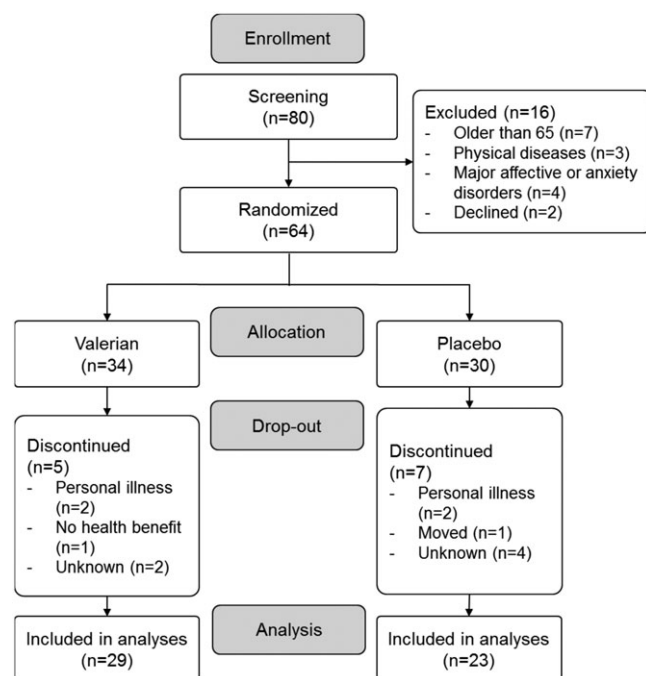 Enrollment
Screening
(n=80)
Excluded (n=16)
- Older than 65 (n=7)
- Physical diseases (n=3)
- Major affective or anxiety
disorders (n=4)
- Declined (n=2)
Randomized
(n=64)
Allocation
Valerian
(n=34)
Placebo
(n=30)
Drop-out
Discontinued
(n=5)
- Personal illness
(n=2)
- No health benefit
(n=1)
- Unknown (n=2)
Discontinued
(n=7)
- Personal illness
(n=2)
- Moved (n=1)
- Unknown (n=4)
Analysis
Included in analyses
(n=29)
Included in analyses
(n=23)